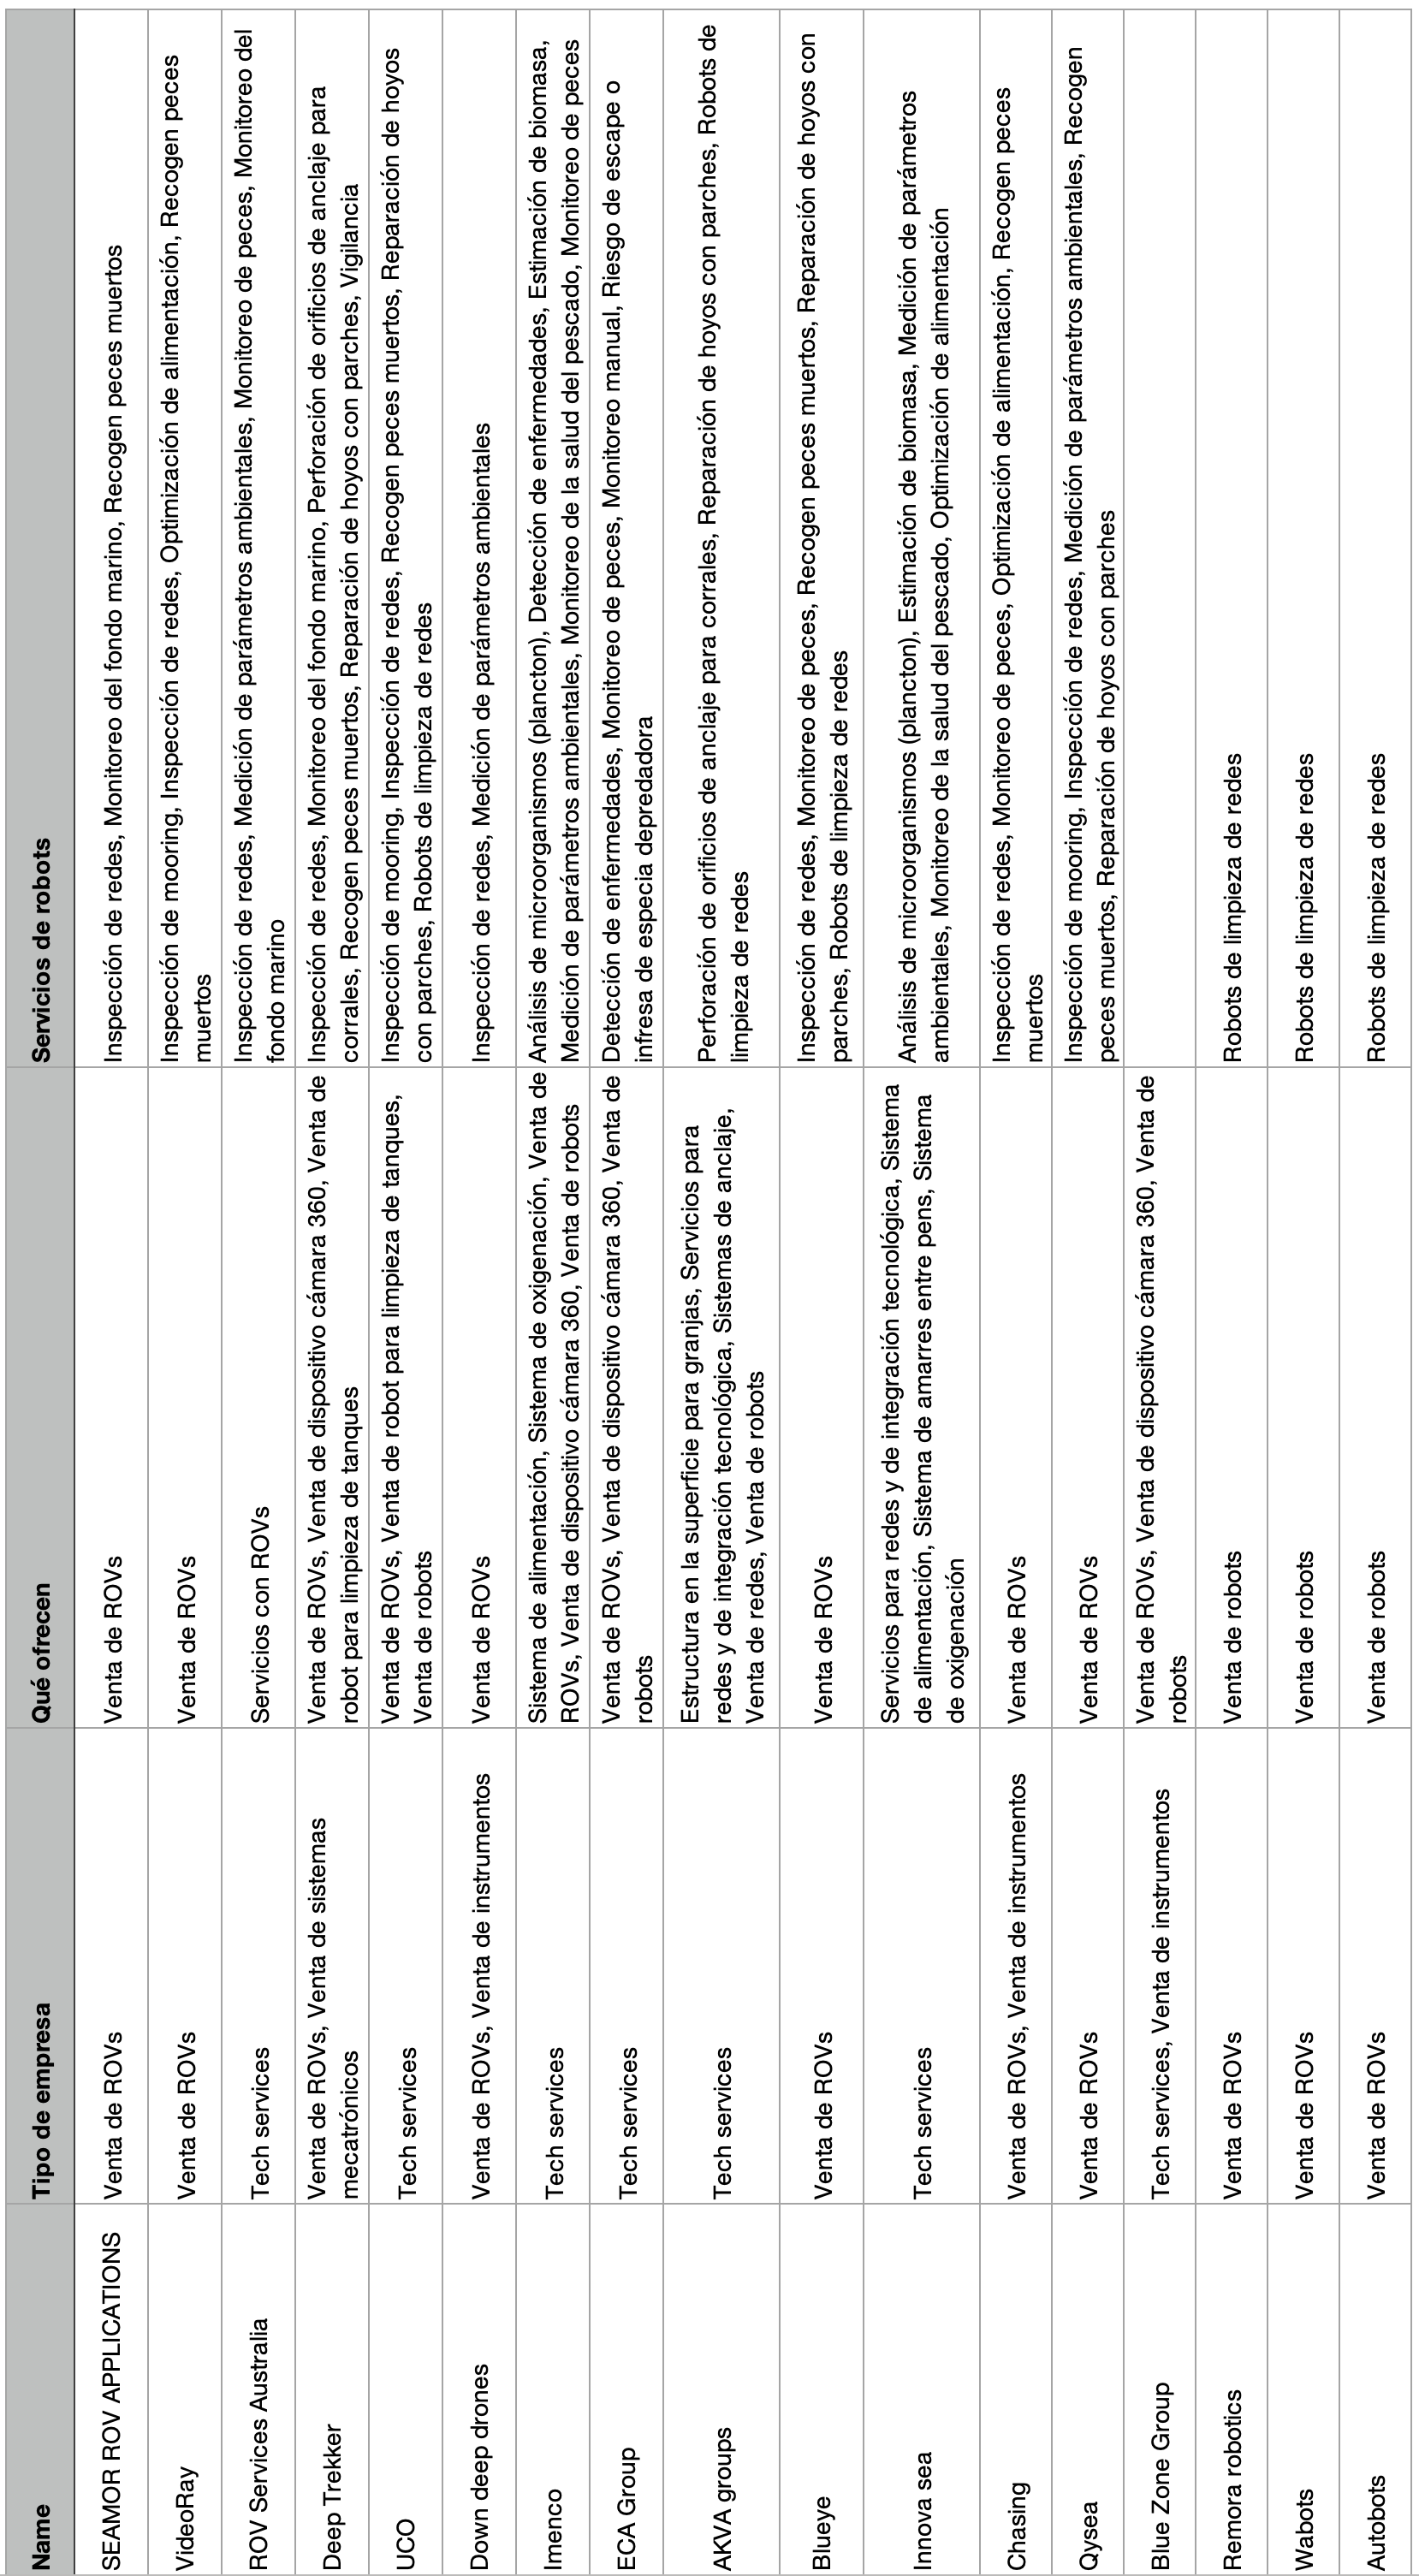 Name
Tipo de empresa
Qué ofrecen
Servicios de robots
SEAMOR ROV APPLICATIONS
Venta de ROVs
Venta de ROVs
Inspección de redes, Monitoreo del fondo marino, Recogen peces muertos
VideoRay
Venta de ROVs
Venta de ROVs
Inspección de mooring, Inspección de redes, Optimización de alimentación, Recogen peces
muertos
ROV Services Australia
Tech services
Servicios con ROVs
Inspección de redes, Medición de parámetros ambientales, Monitoreo de peces, Monitoreo del
fondo marino
Deep Trekker
Venta de ROVs, Venta de sistemas
mecatrónicos
Venta de ROVs, Venta de dispositivo cámara 360, Venta de
robot para limpieza de tanques
Inspección de redes, Monitoreo del fondo marino, Perforación de orificios de anclaje para
corrales, Recogen peces muertos, Reparación de hoyos con parches, Vigilancia
UCO
Tech services
Venta de ROVs, Venta de robot para limpieza de tanques,
Venta de robots
Inspección de mooring, Inspección de redes, Recogen peces muertos, Reparación de hoyos
con parches, Robots de limpieza de redes
Down deep drones
Venta de ROVs, Venta de instrumentos
Venta de ROVs
Inspección de redes, Medición de parámetros ambientales
Imenco
Tech services
Sistema de alimentación, Sistema de oxigenación, Venta de
ROVs, Venta de dispositivo cámara 360, Venta de robots
Análisis de microorganismos (plancton), Detección de enfermedades, Estimación de biomasa,
Medición de parámetros ambientales, Monitoreo de la salud del pescado, Monitoreo de peces
ECA Group
Tech services
Venta de ROVs, Venta de dispositivo cámara 360, Venta de
robots
Detección de enfermedades, Monitoreo de peces, Monitoreo manual, Riesgo de escape o
infresa de especia depredadora
AKVA groups
Tech services
Estructura en la superficie para granjas, Servicios para
redes y de integración tecnológica, Sistemas de anclaje,
Venta de redes, Venta de robots
Perforación de orificios de anclaje para corrales, Reparación de hoyos con parches, Robots de
limpieza de redes
Blueye
Venta de ROVs
Venta de ROVs
Inspección de redes, Monitoreo de peces, Recogen peces muertos, Reparación de hoyos con
parches, Robots de limpieza de redes
Innova sea
Tech services
Servicios para redes y de integración tecnológica, Sistema
de alimentación, Sistema de amarres entre pens, Sistema
de oxigenación
Análisis de microorganismos (plancton), Estimación de biomasa, Medición de parámetros
ambientales, Monitoreo de la salud del pescado, Optimización de alimentación
Chasing
Venta de ROVs, Venta de instrumentos
Venta de ROVs
Inspección de redes, Monitoreo de peces, Optimización de alimentación, Recogen peces
muertos
Qysea
Venta de ROVs
Venta de ROVs
Inspección de mooring, Inspección de redes, Medición de parámetros ambientales, Recogen
peces muertos, Reparación de hoyos con parches
Blue Zone Group
Tech services, Venta de instrumentos
Venta de ROVs, Venta de dispositivo cámara 360, Venta de
robots
Remora robotics
Venta de ROVs
Venta de robots
Robots de limpieza de redes
Wabots
Venta de ROVs
Venta de robots
Robots de limpieza de redes
Autobots
Venta de ROVs
Venta de robots
Robots de limpieza de redes